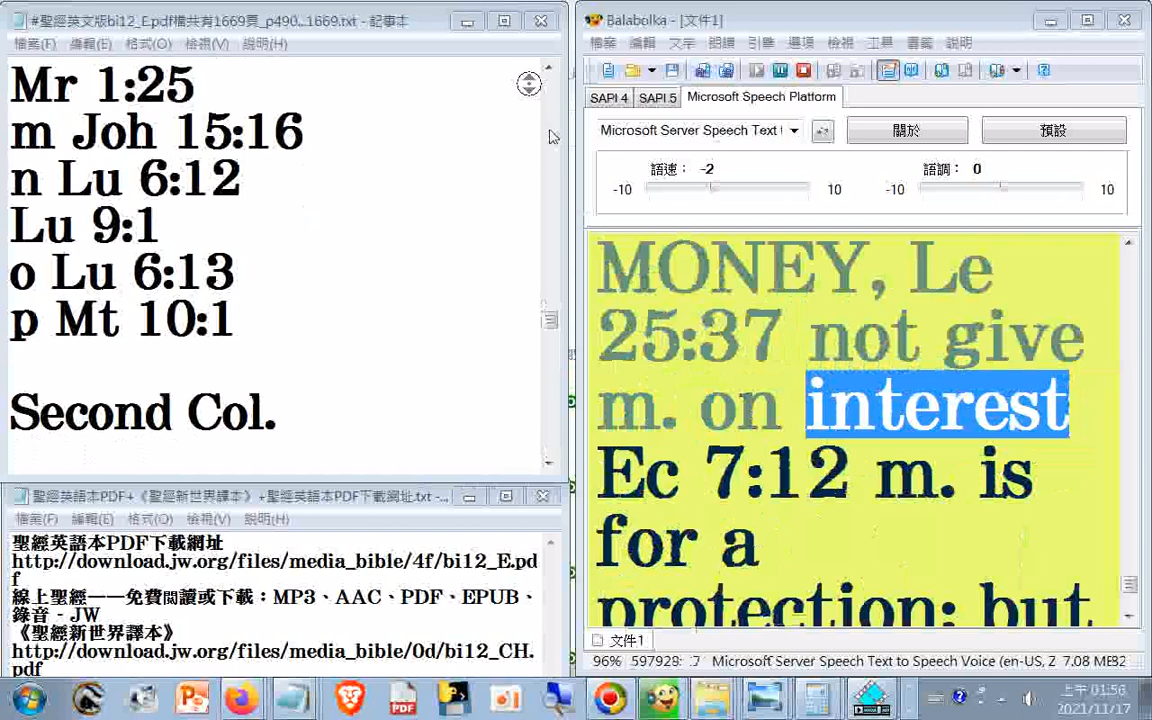 #聖經英文版bi12_E.pdf檔共有1669頁_p490...1669.txt - 記事本
檔案(F) 編輯(E) 格式(O) 檢視(V) 說明(H)
Mr 1:25
m Joh 15:16
n Lu 6:12
Lu 9:1
o Lu 6:13
p Mt 10:1
Second Col.
聖經英語本PDF+《聖經新世界譯本》+聖經英語本PDF下載網址.txt - ...
檔案(F) 編輯(E) 格式(O) 檢視(V) 說明(H)
聖經英語本PDF下載網址
http://download.jw.org/files/media_bible/4f/bi12_E.pd
f
線上聖經——免費閱讀或下載：MP3、AAC、PDF、EPUB、
錄音 - JW
《聖經新世界譯本》
http://download.jw.org/files/media_bible/0d/bi12_CH.
pdf
Balabolka - [文件1]
檔案 編輯 文字 朗讀 引擎 選項 檢視 工具 書籤 說明
SAPI 4 SAPI 5 Microsoft Speech Platform
Microsoft Server Speech Text 關於 預設
語速： -2 語調： 0
-10 10 -10 10
MONEY, Le
25:37 not give
m. on interest
Ec 7:12 m. is
for a
protection; but
文件1
96% Microsoft Server Speech Text to Speech Voice (en-US, Z 7.08 MB
PDF
上午 01:56
2021/11/17